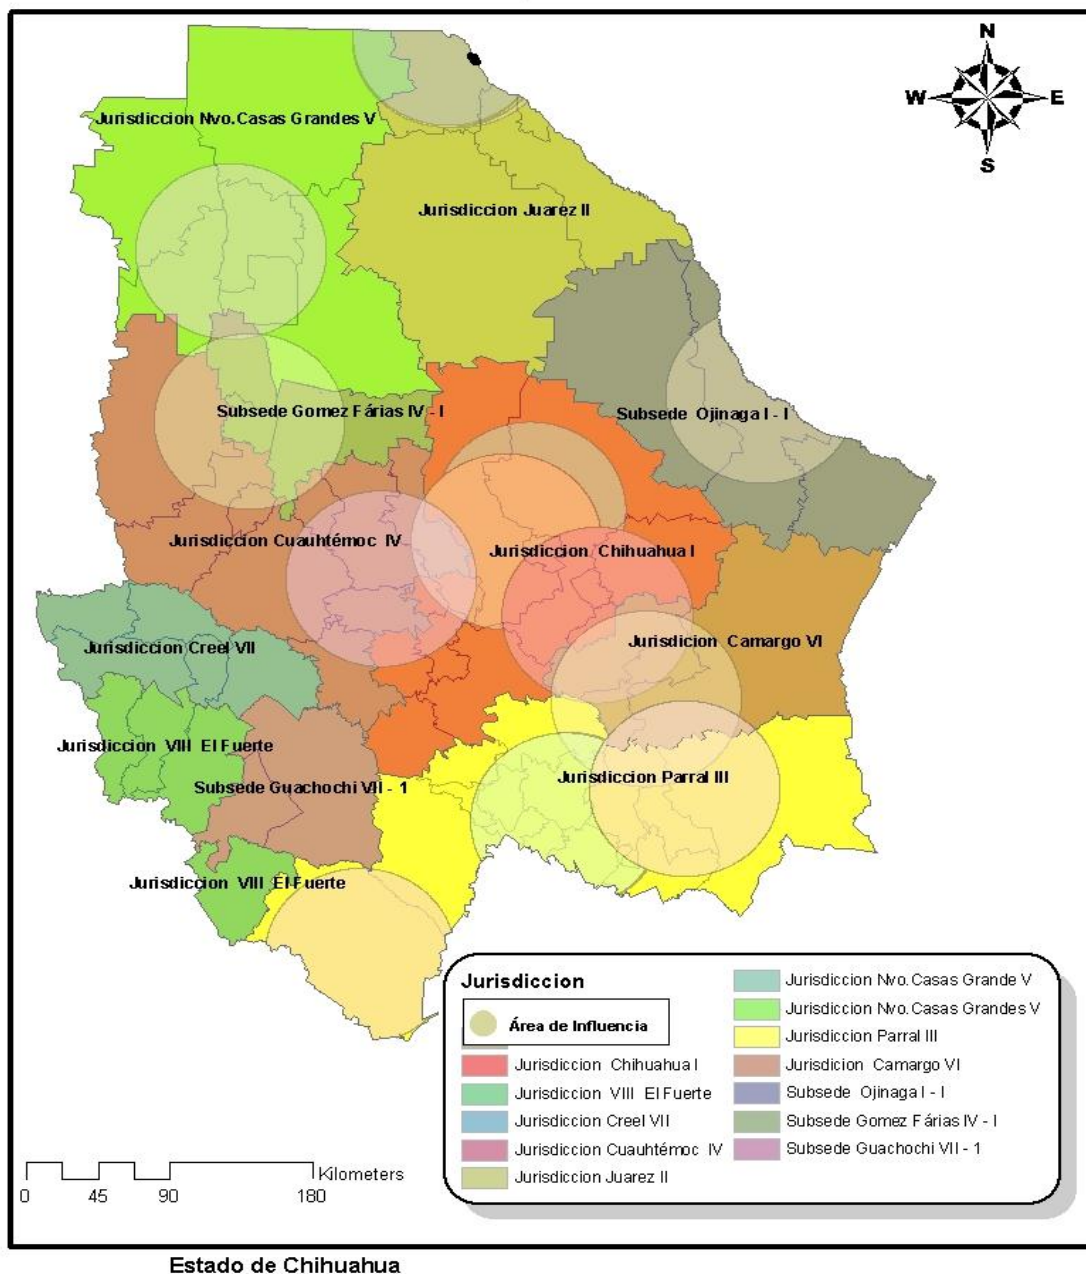 N
W E
S
Jurisdiccion Nvo.Casas Grandes V
Jurisdiccion Juarez II
Subsede Gomez Fárias IV - I
Subsede Ojinaga I - I
Jurisdiccion Cuauhtémoc IV
Jurisdiccion Chihuahua I
Jurisdiccion Creel VII
Jurisdicion Camargo VI
Jurisdiccion VIII El Fuerte
Subsede Guachochi VII - 1
Jurisdiccion Parral III
Jurisdiccion VIII El Fuerte
Jurisdiccion
Área de Influencia
Jurisdiccion Chihuahua I
Jurisdiccion VIII El Fuerte
Jurisdiccion Creel VII
Jurisdiccion Cuauhtémoc IV
Jurisdiccion Juarez II
Jurisdiccion Nvo.Casas Grande V
Jurisdiccion Nvo.Casas Grandes V
Jurisdiccion Parral III
Jurisdicion Camargo VI
Subsede Ojinaga I - I
Subsede Gomez Fárias IV - I
Subsede Guachochi VII - 1
Kilometers
0 45 90 180
Estado de Chihuahua